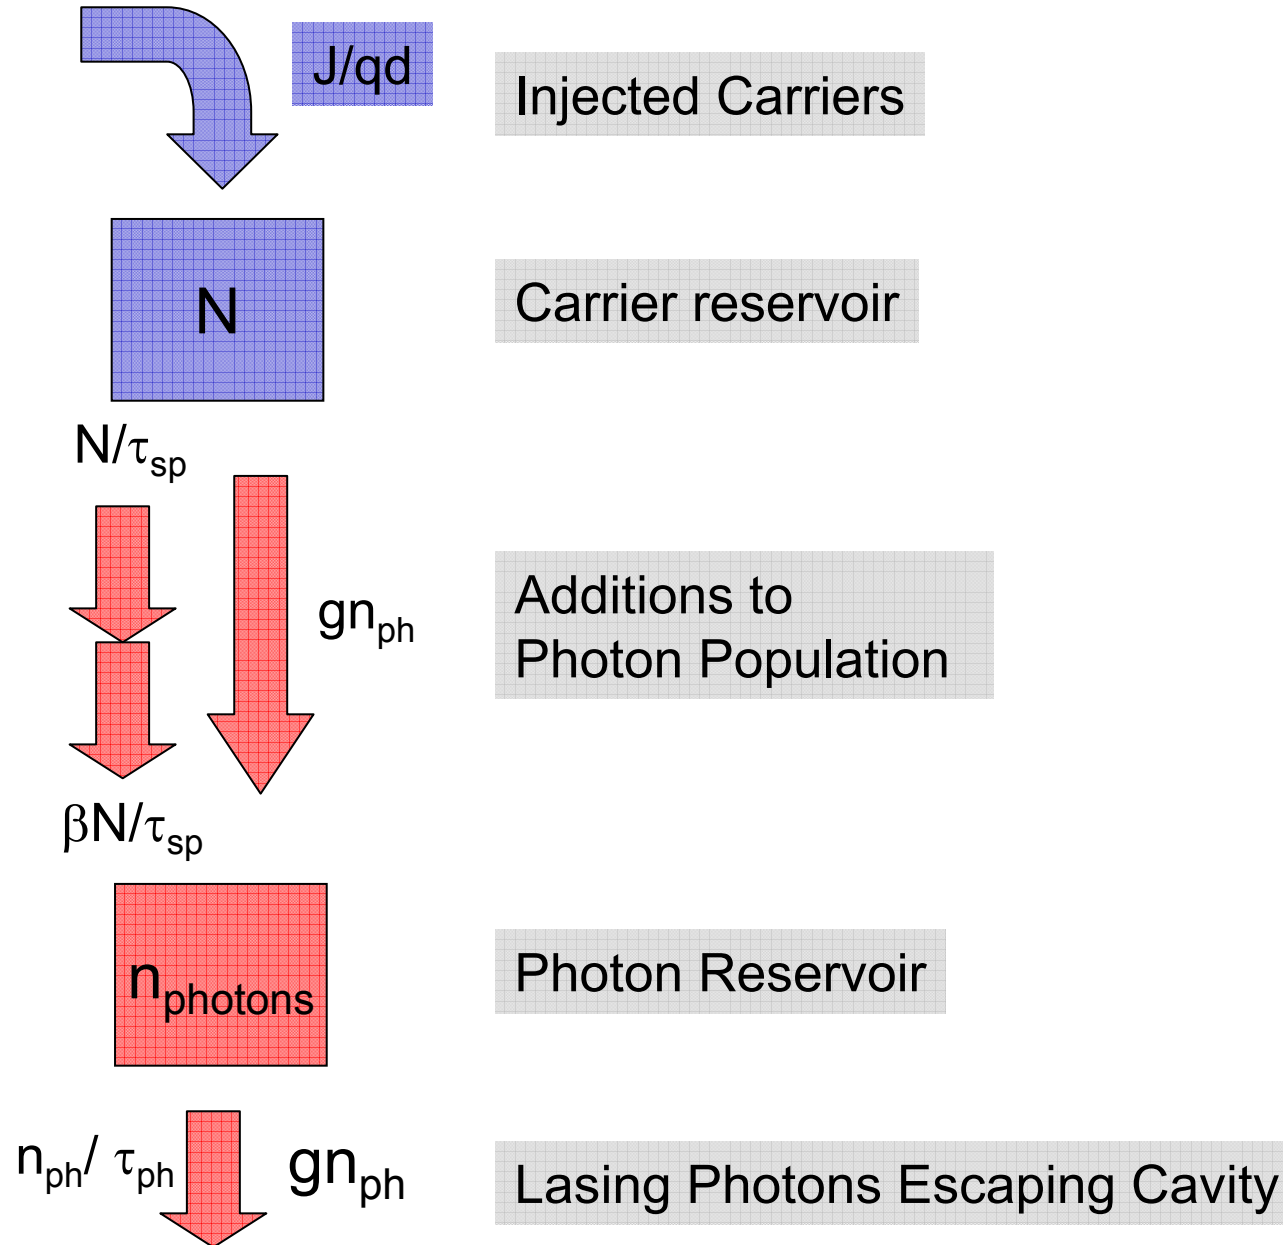 J/qd
Injected Carriers
N
Carrier reservoir
N/τsp
gnph
Additions to
Photon Population
βN/τsp
nphotons
Photon Reservoir
nph/ τph
gnph
Lasing Photons Escaping Cavity